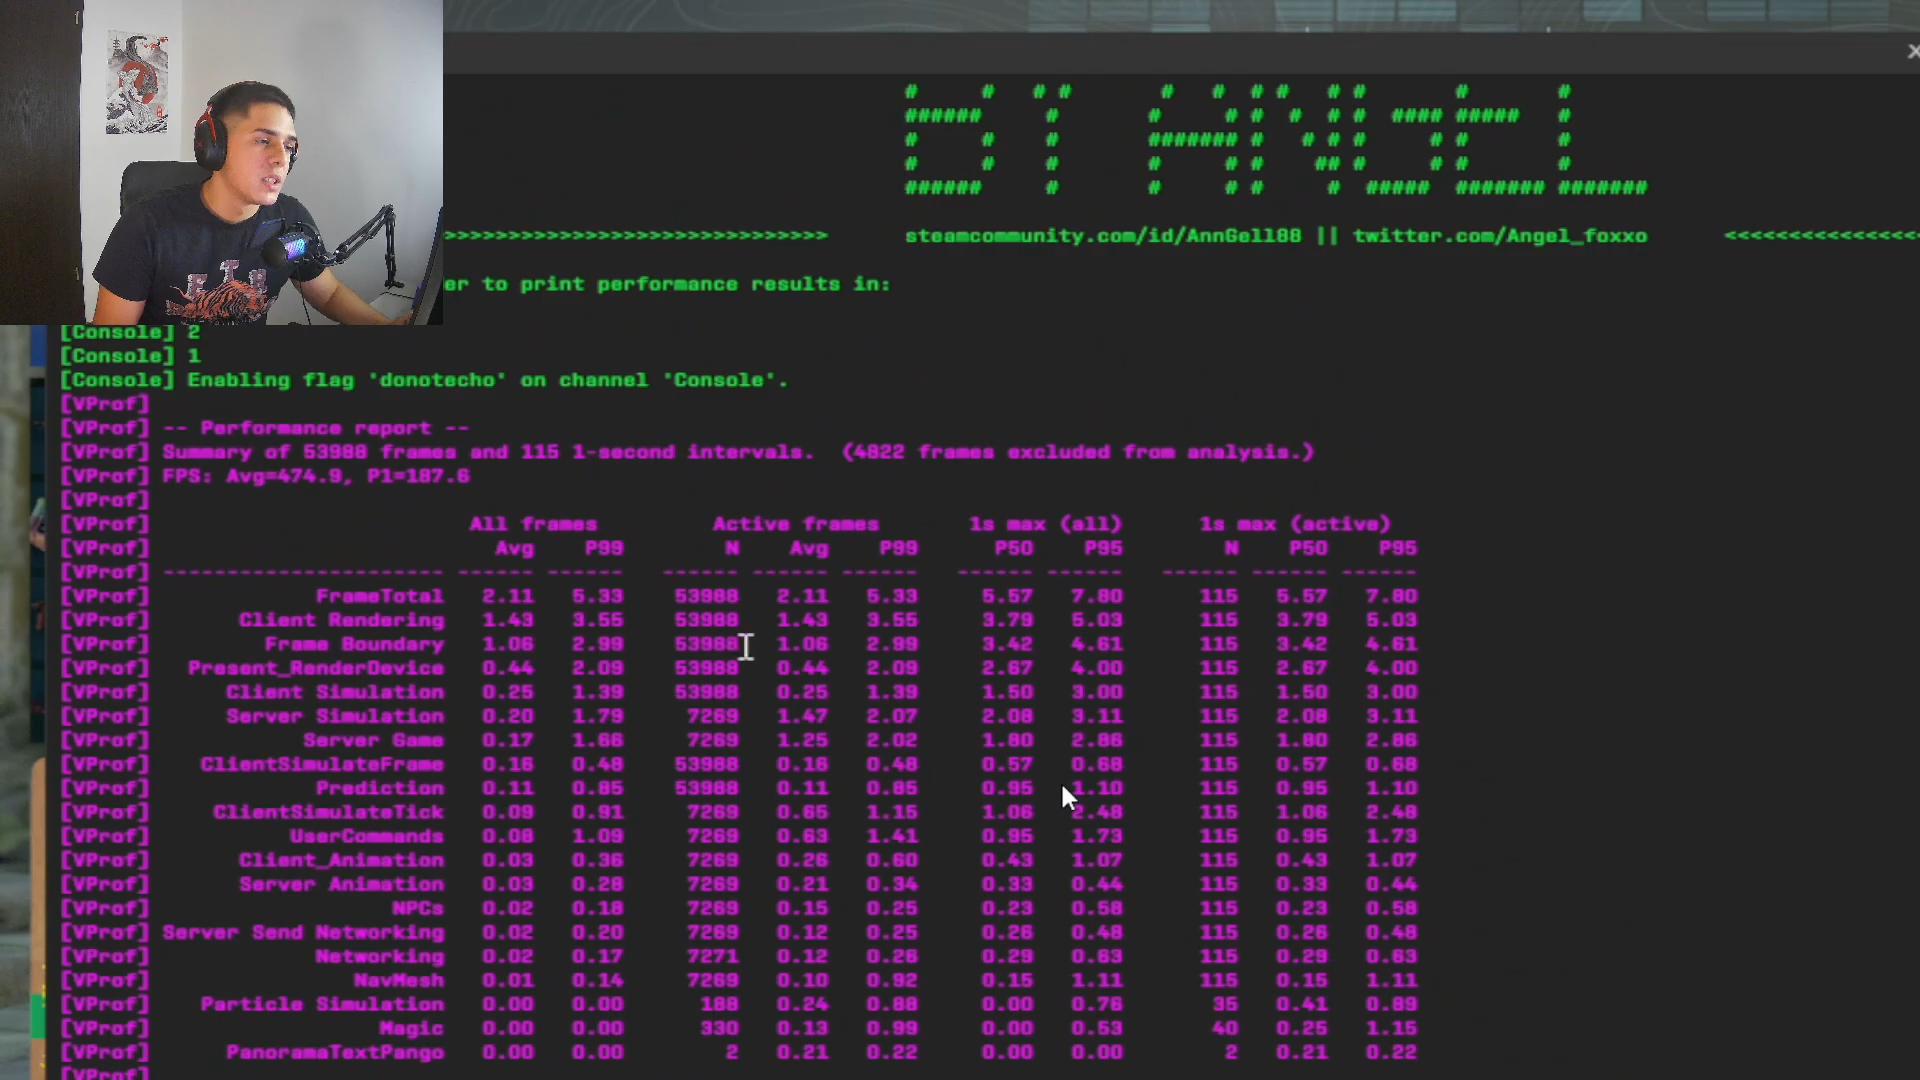 BY ANGEL
>>>>>>>>>>>>>>>>>>>>>>>>>>>>>> steamcommunity.com/id/AnnGell88 || twitter.com/Angel_foxxo <<<<<<<<<<<<<<<
er to print performance results in:
[Console] 2
[Console] 1
[Console] Enabling flag 'donotecho' on channel 'Console'.
[VProf]
[VProf] -- Performance report --
[VProf] Summary of 53988 frames and 115 1-second intervals. (4822 frames excluded from analysis.)
[VProf] FPS: Avg=474.9, P1=187.6
[VProf]
[VProf] All frames Active frames 1s max (all) 1s max (active)
[VProf] Avg P99 N Avg P99 P50 P95 N P50 P95
[VProf] ---------------------- ------ ------ ------ ------ ------ ------ ------ ------ ------ ------
[VProf] FrameTotal 2.11 5.33 53988 2.11 5.33 5.57 7.80 115 5.57 7.80
[VProf] Client Rendering 1.43 3.55 53988 1.43 3.55 3.79 5.03 115 3.79 5.03
[VProf] Frame Boundary 1.06 2.99 53988 1.06 2.99 3.42 4.61 115 3.42 4.61
[VProf] Present_RenderDevice 0.44 2.09 53988 0.44 2.09 2.67 4.00 115 2.67 4.00
[VProf] Client Simulation 0.25 1.39 53988 0.25 1.39 1.50 3.00 115 1.50 3.00
[VProf] Server Simulation 0.20 1.79 7269 1.47 2.07 2.08 3.11 115 2.08 3.11
[VProf] Server Game 0.17 1.66 7269 1.25 2.02 1.80 2.86 115 1.80 2.86
[VProf] ClientSimulateFrame 0.16 0.48 53988 0.16 0.48 0.57 0.68 115 0.57 0.68
[VProf] Prediction 0.11 0.85 53988 0.11 0.85 0.95 1.10 115 0.95 1.10
[VProf] ClientSimulateTick 0.09 0.91 7269 0.65 1.15 1.06 2.48 115 1.06 2.48
[VProf] UserCommands 0.08 1.09 7269 0.63 1.41 0.95 1.73 115 0.95 1.73
[VProf] Client_Animation 0.03 0.36 7269 0.26 0.60 0.43 1.07 115 0.43 1.07
[VProf] Server Animation 0.03 0.28 7269 0.21 0.34 0.33 0.44 115 0.33 0.44
[VProf] NPCs 0.02 0.18 7269 0.15 0.25 0.23 0.58 115 0.23 0.58
[VProf] Server Send Networking 0.02 0.20 7269 0.12 0.25 0.26 0.48 115 0.26 0.48
[VProf] Networking 0.02 0.17 7271 0.12 0.26 0.29 0.63 115 0.29 0.63
[VProf] NavMesh 0.01 0.14 7269 0.10 0.92 0.15 1.11 115 0.15 1.11
[VProf] Particle Simulation 0.00 0.00 188 0.24 0.88 0.00 0.76 35 0.41 0.89
[VProf] Magic 0.00 0.00 330 0.13 0.99 0.00 0.53 40 0.25 1.15
[VProf] PanoramaTextPango 0.00 0.00 2 0.21 0.22 0.00 0.00 2 0.21 0.22
[VProf]